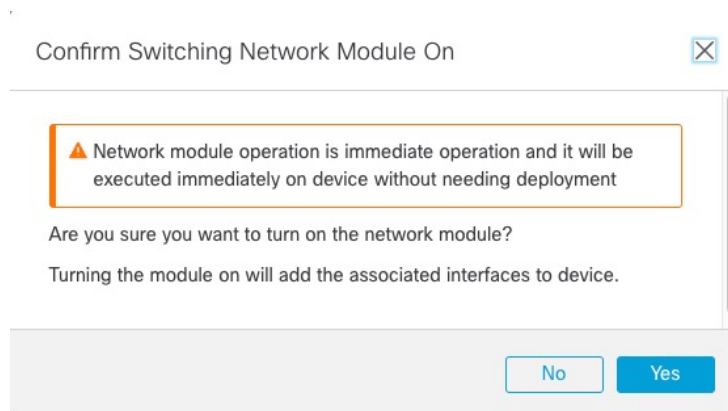 Confirm Switching Network Module On
Network module operation is immediate operation and it will be
executed immediately on device without needing deployment
Are you sure you want to turn on the network module?
Turning the module on will add the associated interfaces to device.
No
Yes